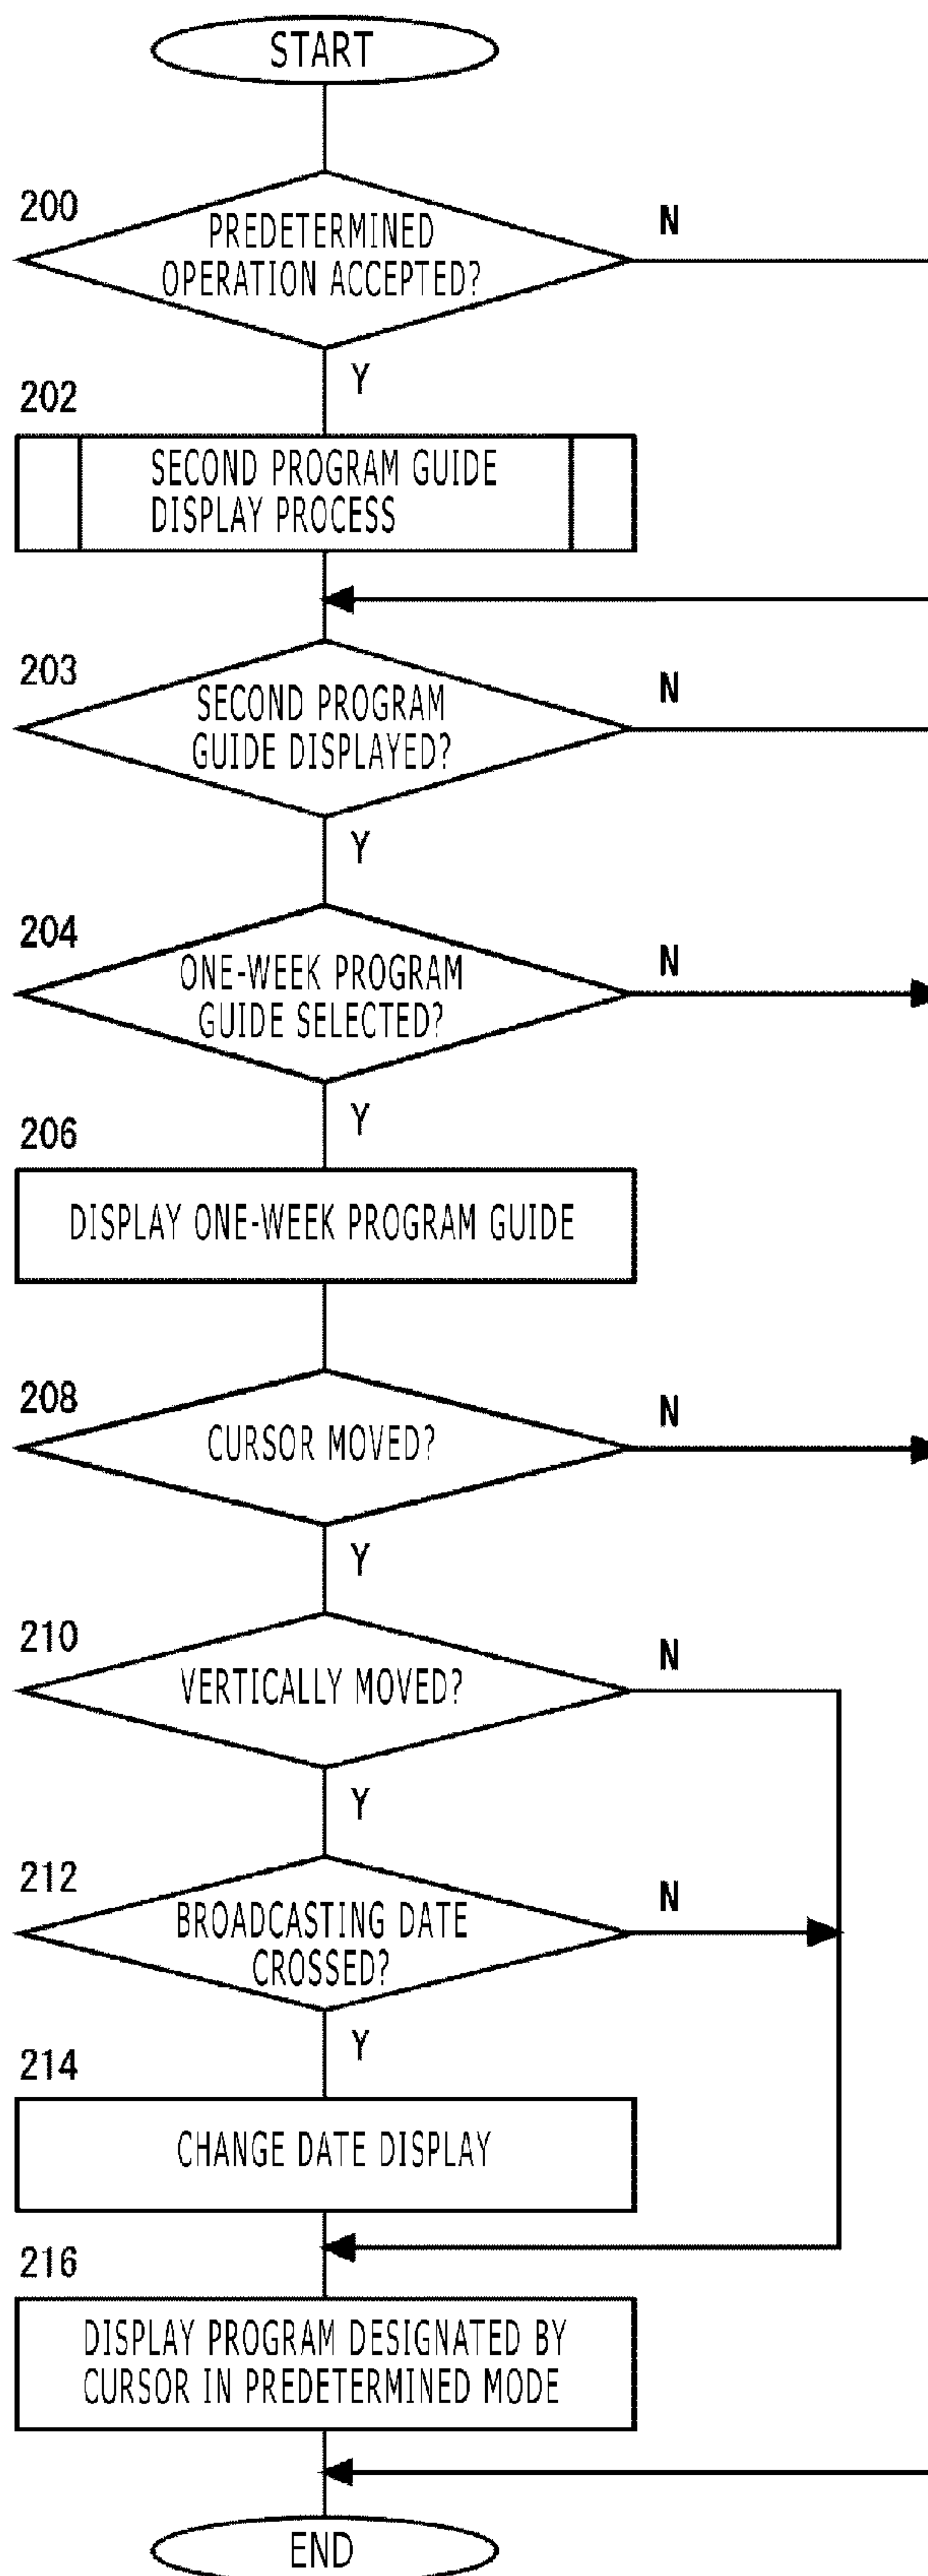 START
200
PREDETERMINED
OPERATION ACCEPTED?
N
Y
202
SECOND PROGRAM GUIDE
DISPLAY PROCESS
203
SECOND PROGRAM
GUIDE DISPLAYED?
N
Y
204
ONE-WEEK PROGRAM
GUIDE SELECTED?
N
Y
206
DISPLAY ONE-WEEK PROGRAM GUIDE
208
CURSOR MOVED?
N
Y
210
VERTICALLY MOVED?
N
Y
212
BROADCASTING DATE
CROSSED?
N
Y
214
CHANGE DATE DISPLAY
216
DISPLAY PROGRAM DESIGNATED BY
CURSOR IN PREDETERMINED MODE
END